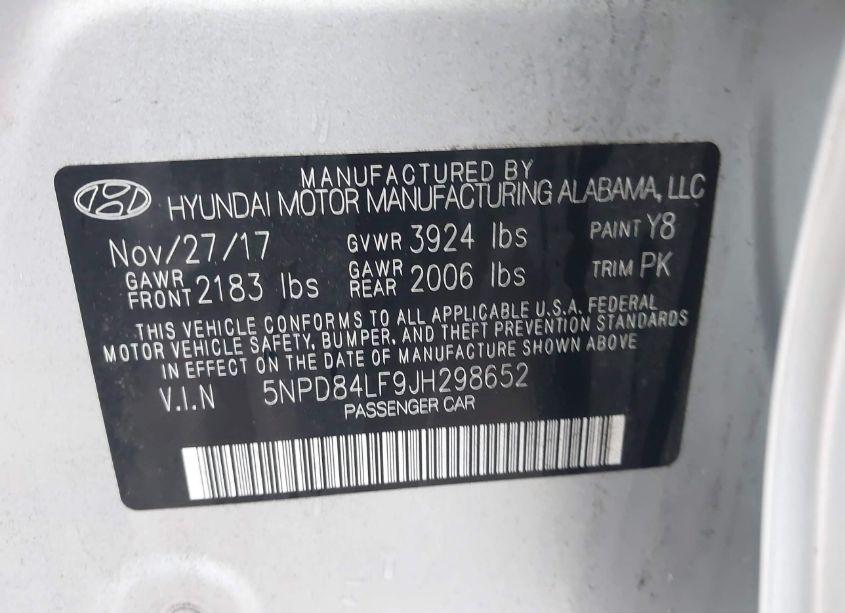 MANUFACTURED BY
HYUNDAI MOTOR MANUFACTURING ALABAMA, LLC
Nov/27/17 GVWR 3924 lbs PAINT Y8
GAWR FRONT 2183 lbs GAWR REAR 2006 lbs TRIM PK
THIS VEHICLE CONFORMS TO ALL APPLICABLE U.S.A. FEDERAL
MOTOR VEHICLE SAFETY, BUMPER, AND THEFT PREVENTION STANDARDS
IN EFFECT ON THE DATE OF MANUFACTURE SHOWN ABOVE
V.I.N 5NPD84LF9JH298652
PASSENGER CAR